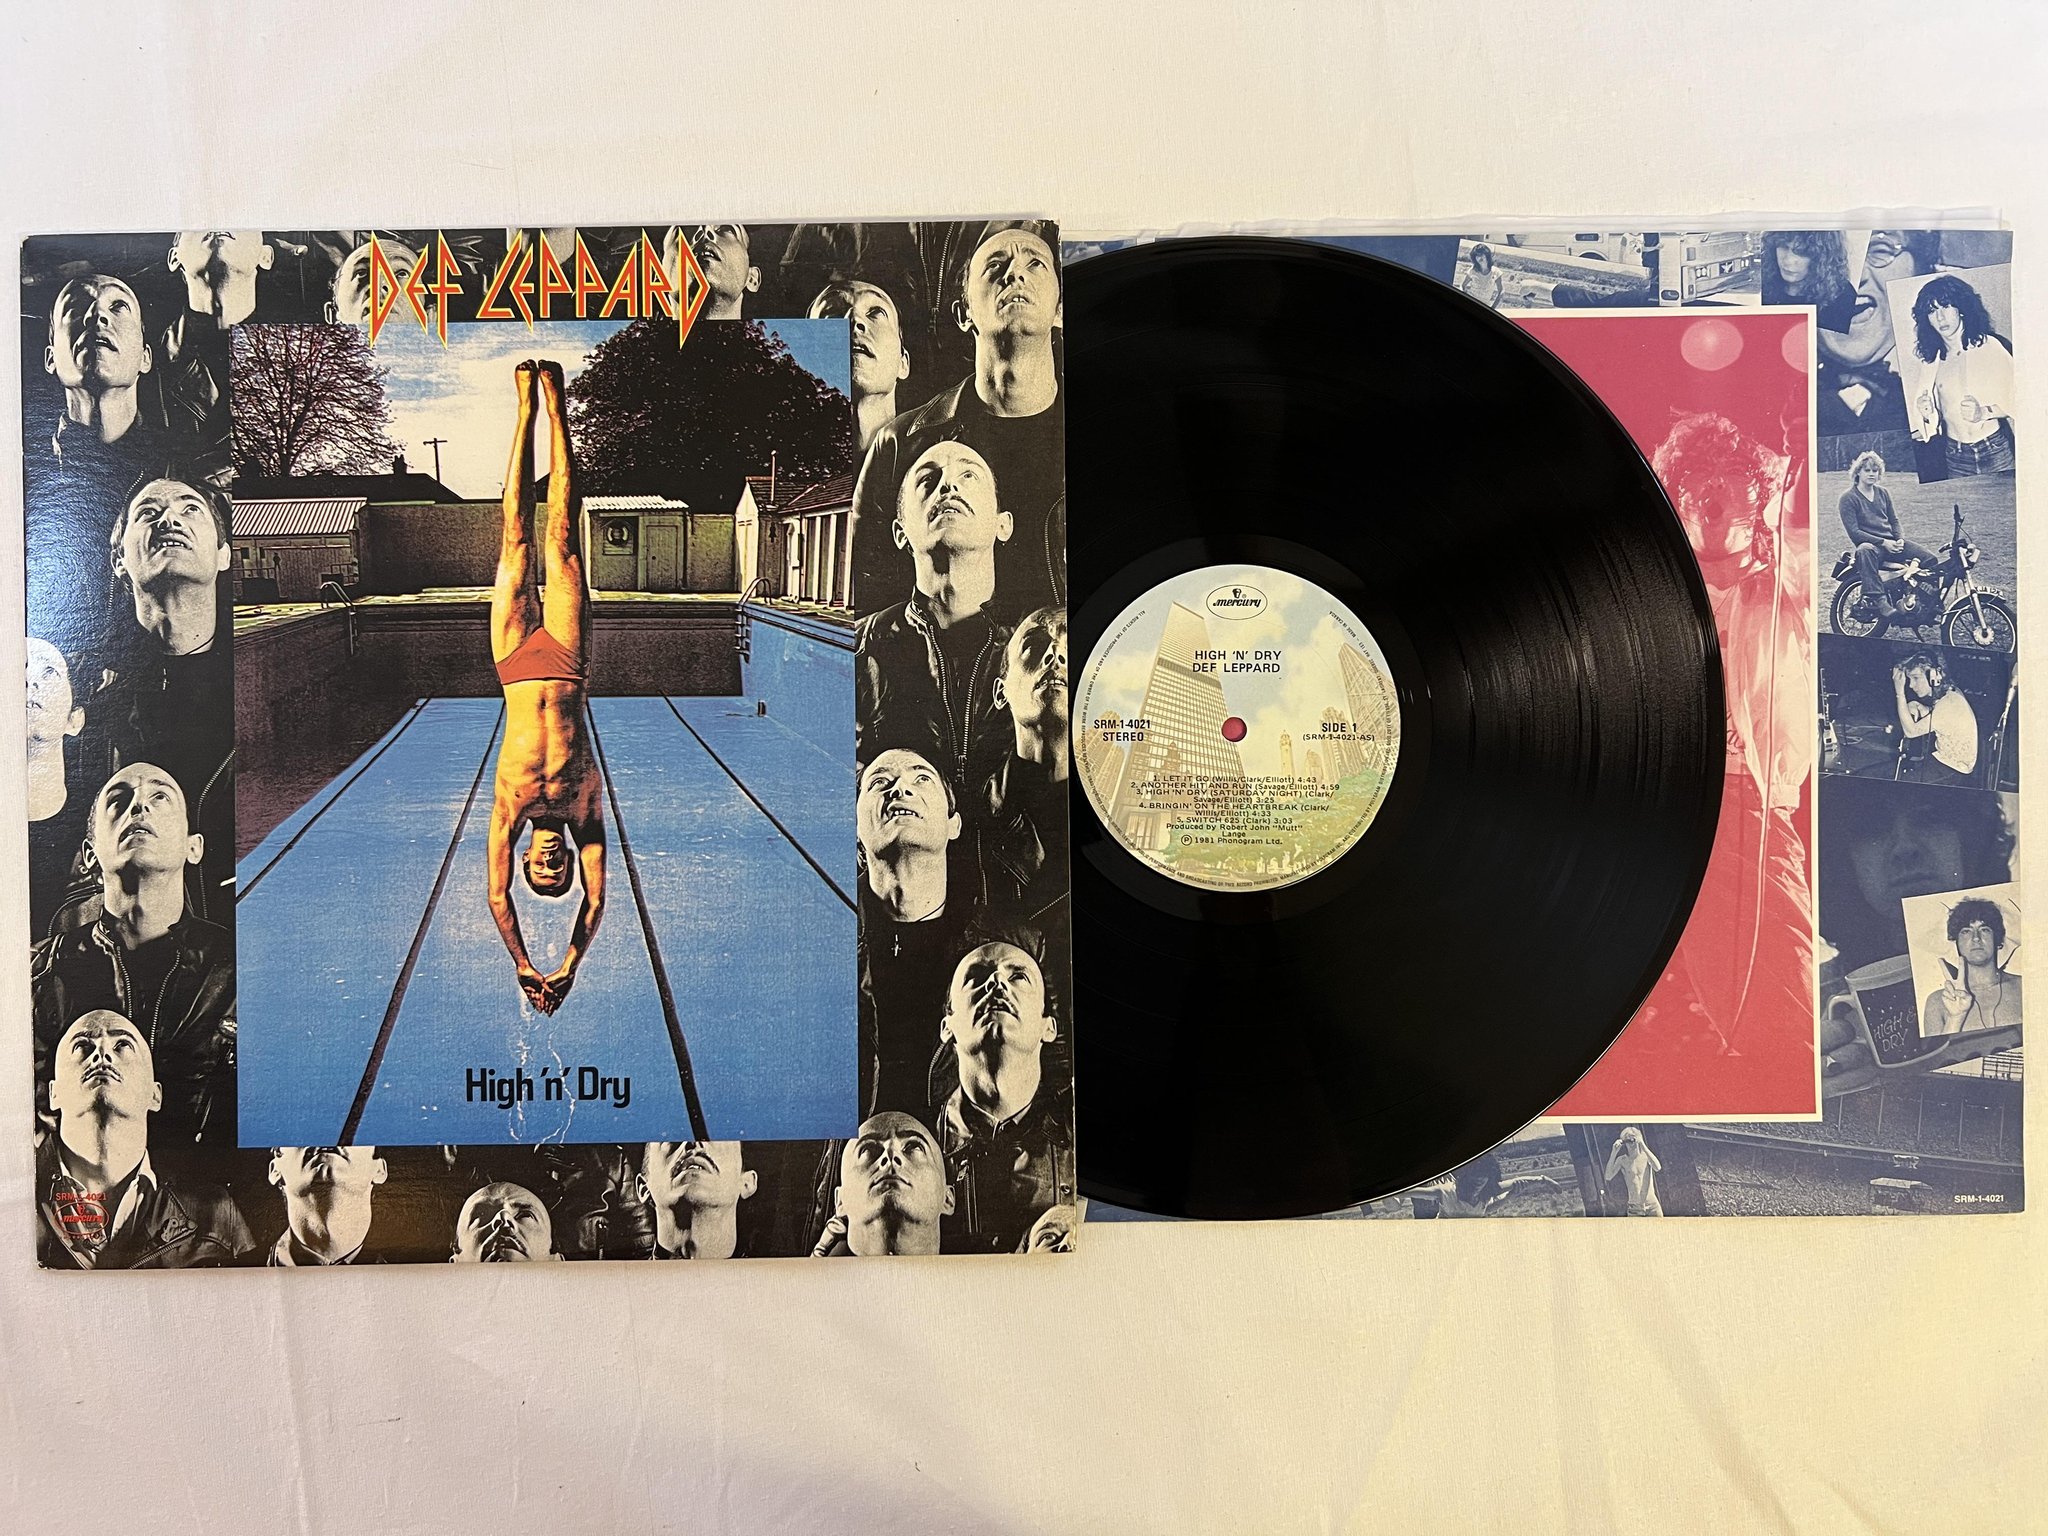 DEF LEPPARD
High 'n' Dry
SRM-1-4021
mercury
mercury
HIGH 'N' DRY
DEF LEPPARD
SRM-1-4021
STEREO
SIDE 1
(SRM-1-4021-AS)
1. LET IT GO (Willis/Clark/Elliott) 4:43
2. ANOTHER HIT AND RUN (Savage/Elliott) 4:59
3. HIGH 'N' DRY (SATURDAY NIGHT) (Clark/
Savage/Elliott) 3:25
4. BRINGIN' ON THE HEARTBREAK (Clark/
Willis/Elliott) 4:33
5. SWITCH 625 (Clark) 3:03
Produced by Robert John "Mutt"
Lange
Ⓟ 1981 Phonogram Ltd.
HIGH &
DRY
SRM-1-4021